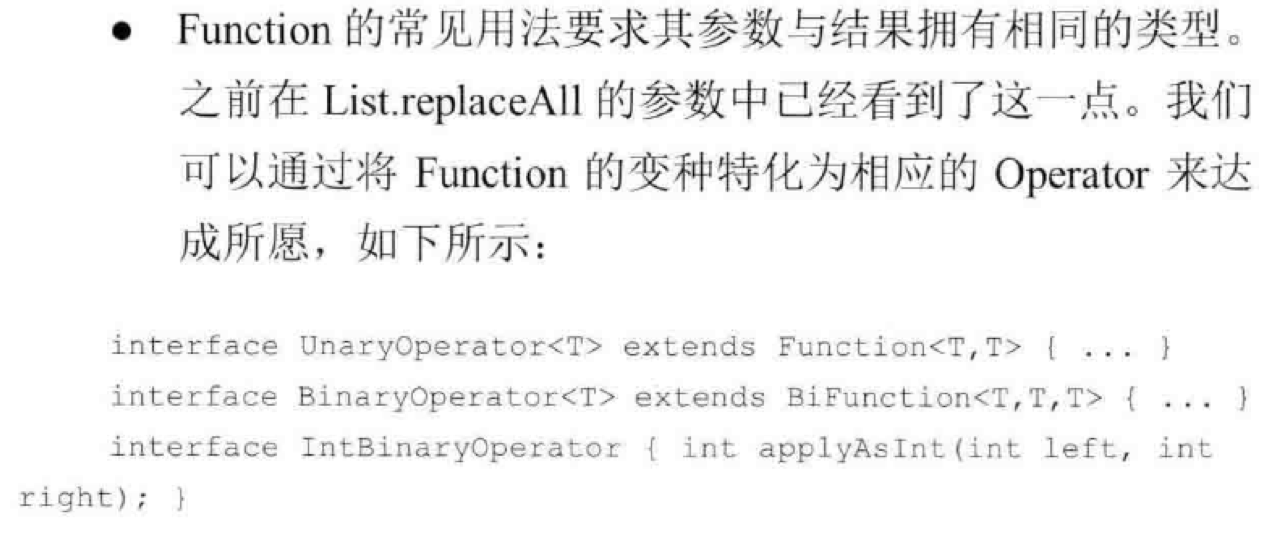 ● Function 的常见用法要求其参数与结果拥有相同的类型。
之前在 List.replaceAll 的参数中已经看到了这一点。我们
可以通过将 Function 的变种特化为相应的 Operator 来达
成所愿，如下所示：
interface UnaryOperator<T> extends Function<T,T> { ... }
interface BinaryOperator<T> extends BiFunction<T,T,T> { ... }
interface IntBinaryOperator { int applyAsInt(int left, int
right); }